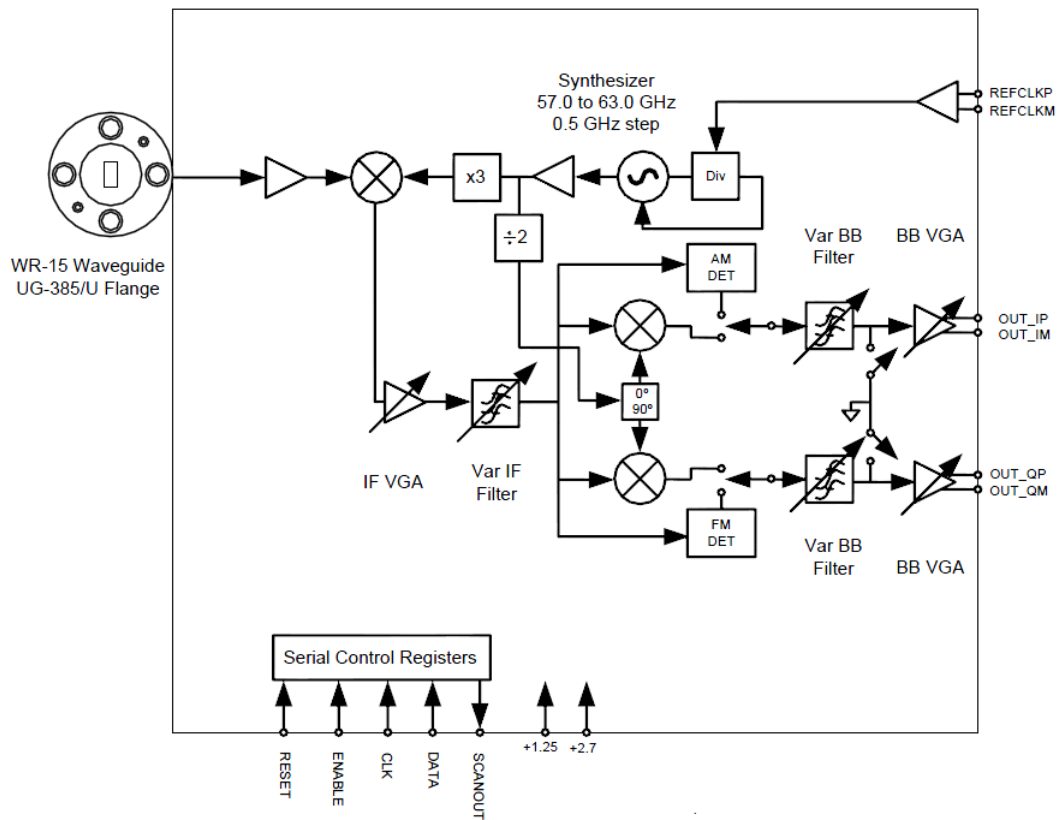 Synthesizer
57.0 to 63.0 GHz
0.5 GHz step
REFCLKP
REFCLKM
x3
Div
÷2
WR-15 Waveguide
UG-385/U Flange
AM
DET
Var BB
Filter
BB VGA
OUT_IP
OUT_IM
0º
90º
IF VGA
Var IF
Filter
FM
DET
OUT_QP
OUT_QM
Var BB
Filter
BB VGA
Serial Control Registers
RESET
ENABLE
CLK
DATA
SCANOUT
+1.25
+2.7